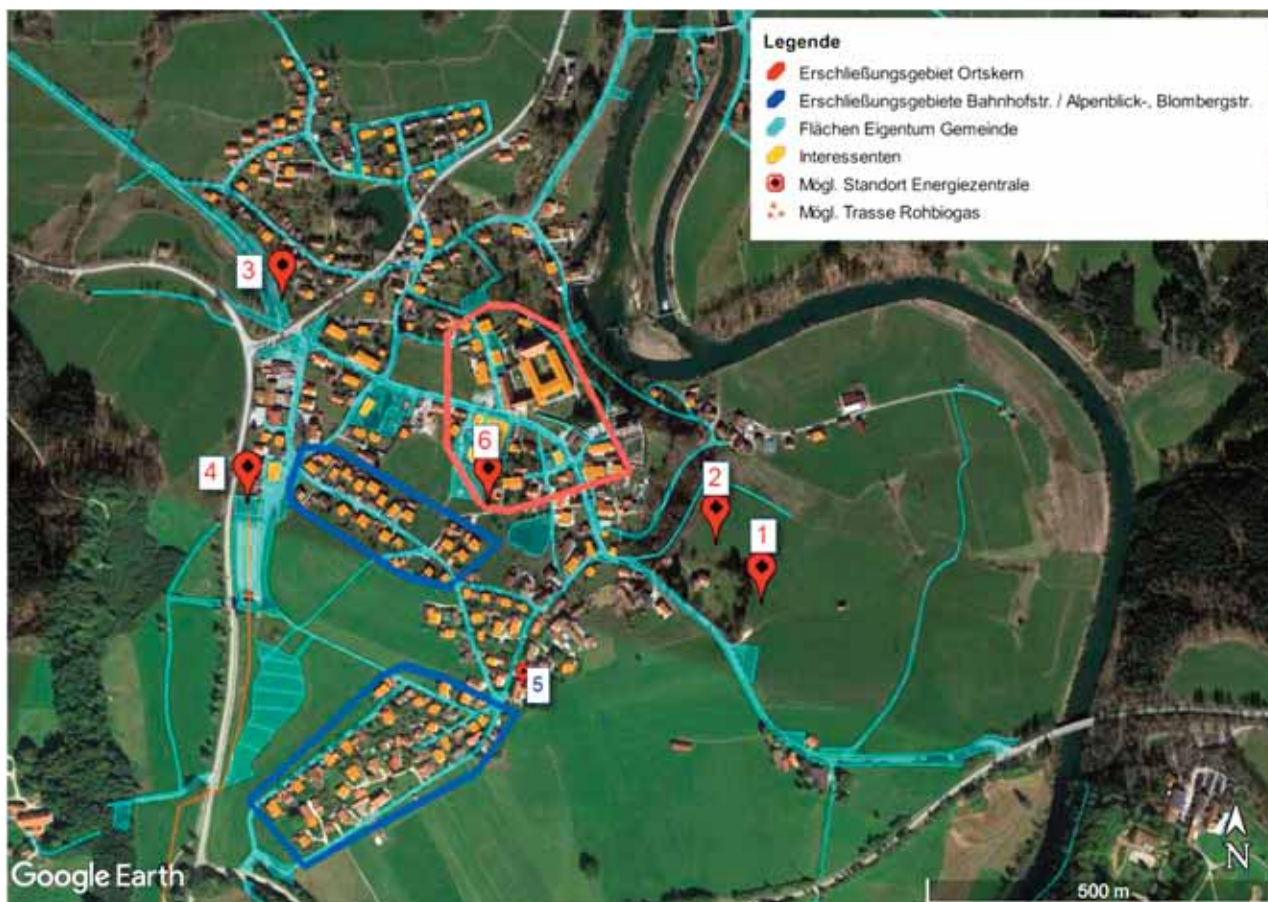 Legende
Erschließungsgebiet Ortskern
Erschließungsgebiete Bahnhofstr. / Alpenblick-, Blombergstr.
Flächen Eigentum Gemeinde
Interessenten
Mögl. Standort Energiezentrale
Mögl. Trasse Rohbiogas
3
4
6
2
1
5
Google Earth
N
500 m